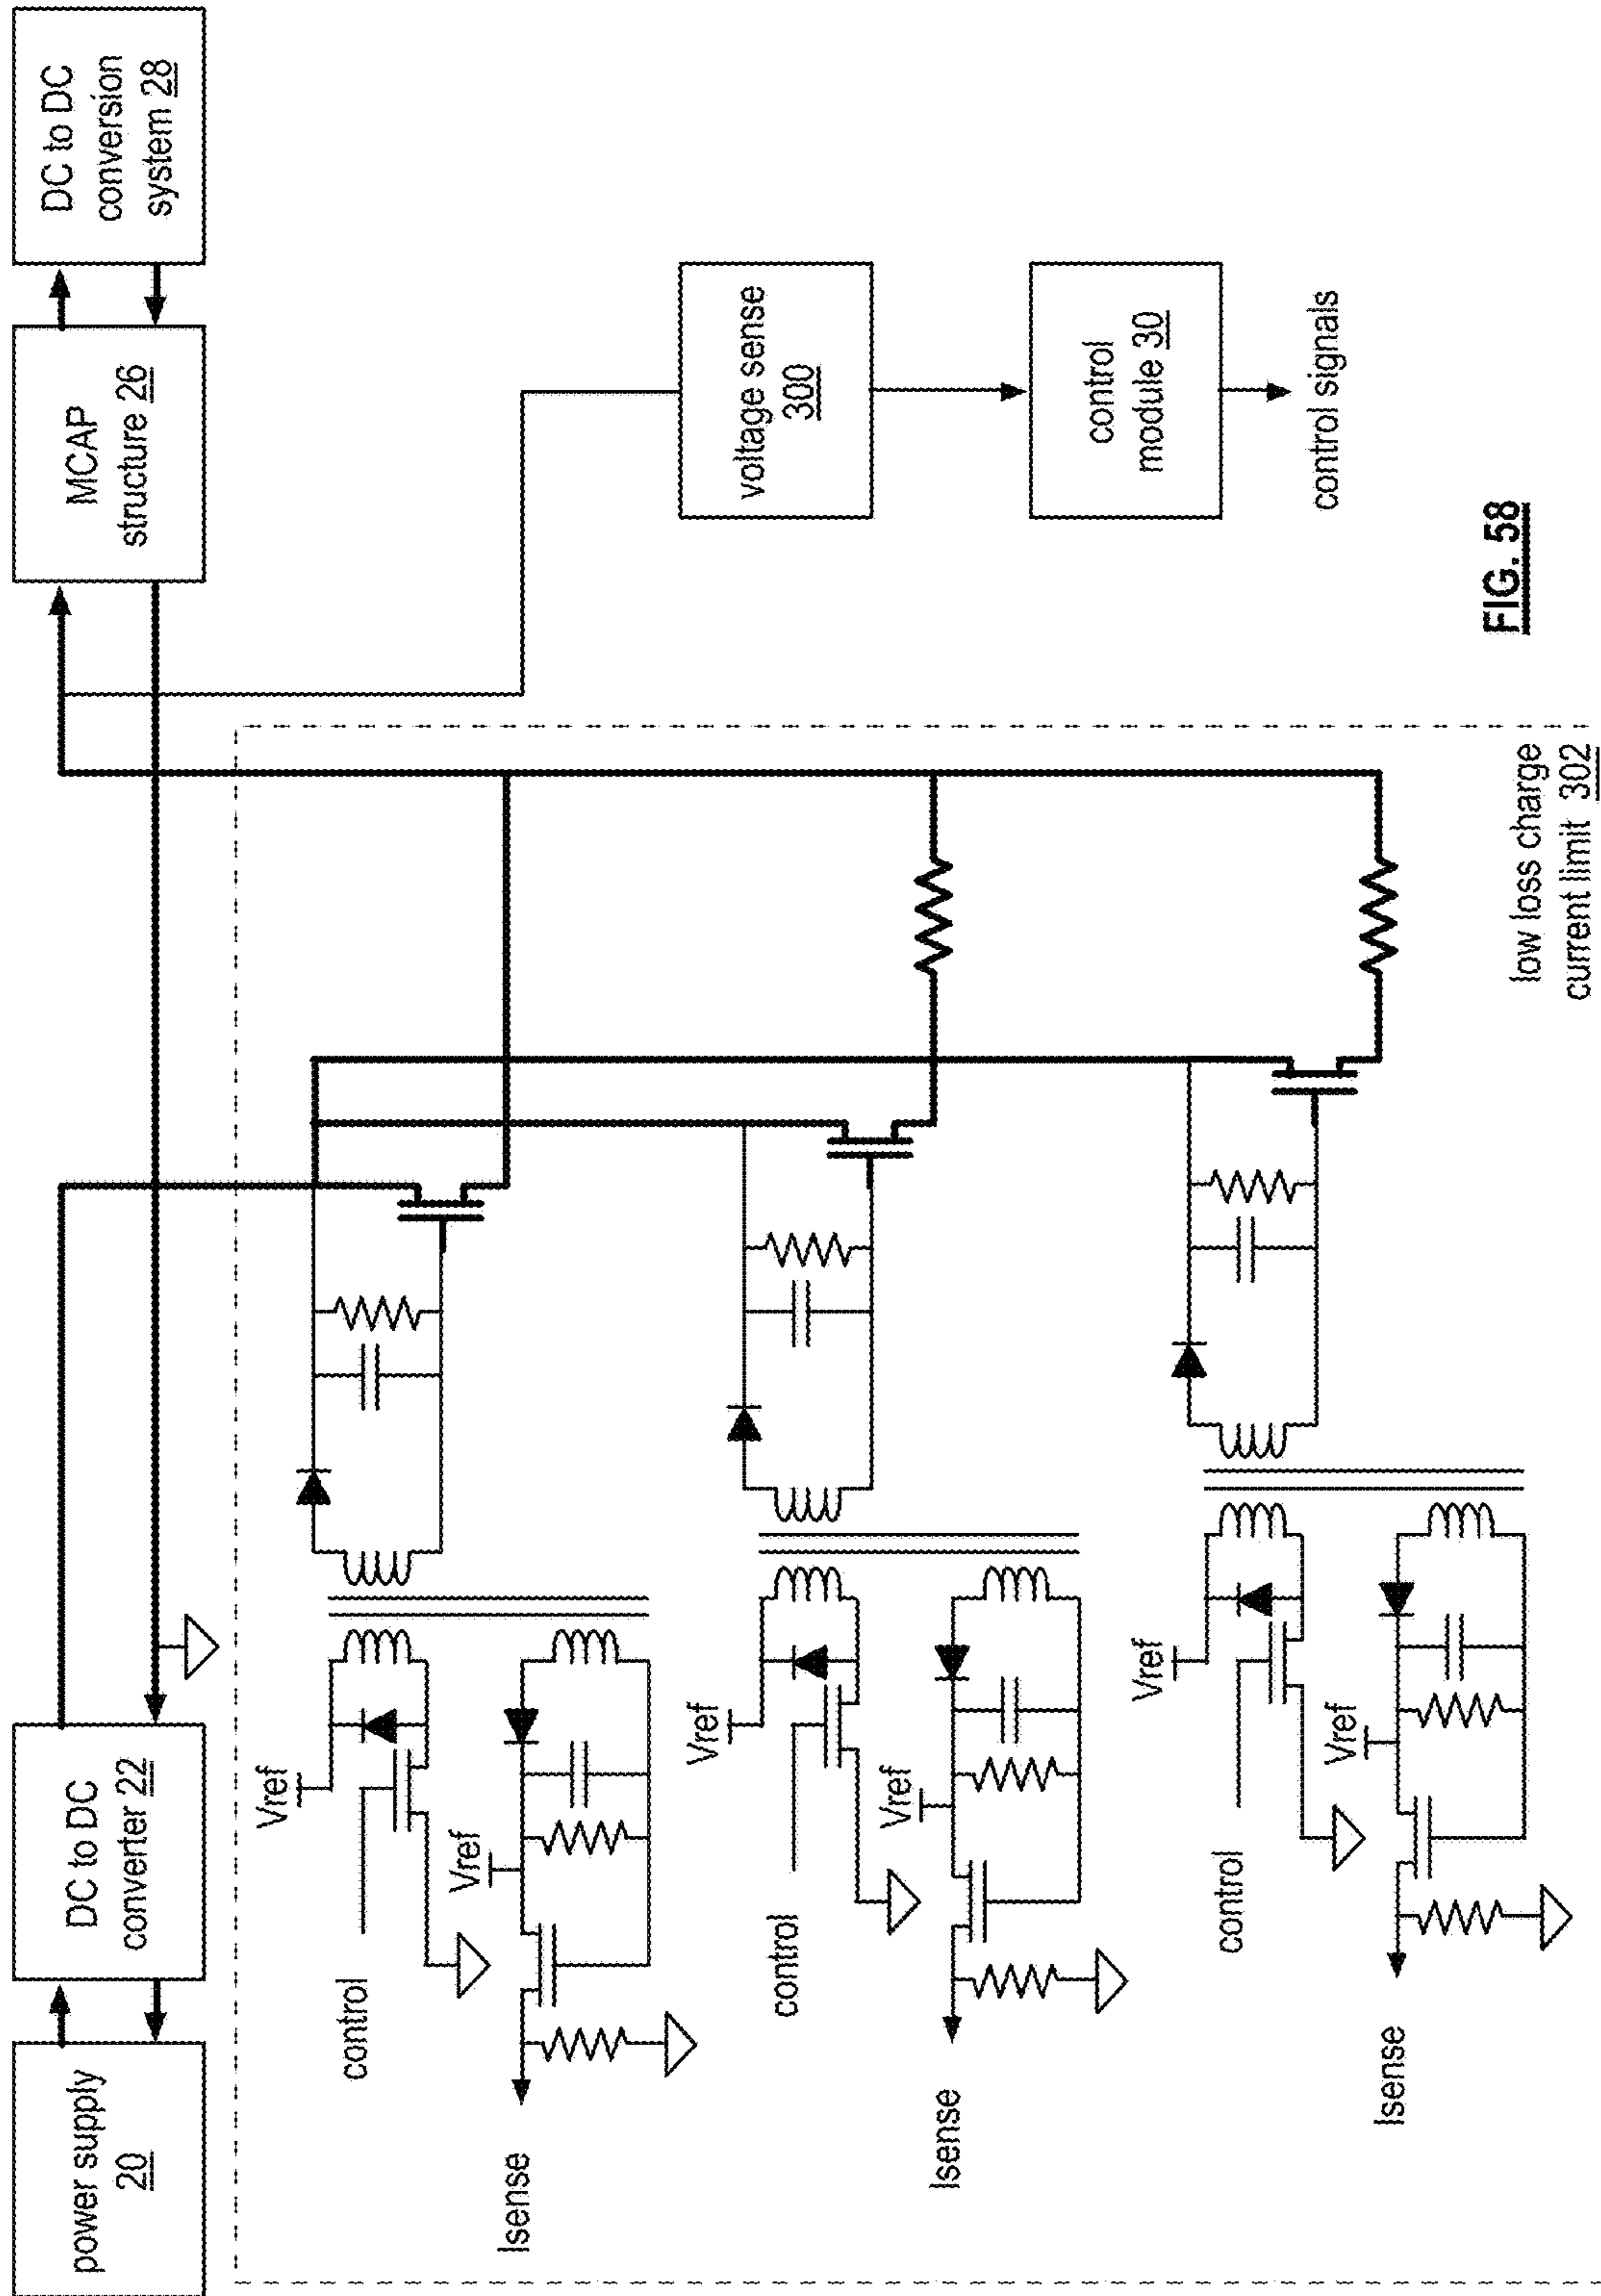 power supply
20
DC to DC
converter 22
MCAP
structure 26
DC to DC
conversion
system 28
Vref
control
Vref
Isense
Vref
control
Vref
Isense
Vref
control
Vref
Isense
voltage sense
300
control
module 30
control signals
low loss charge
current limit 302
FIG. 58